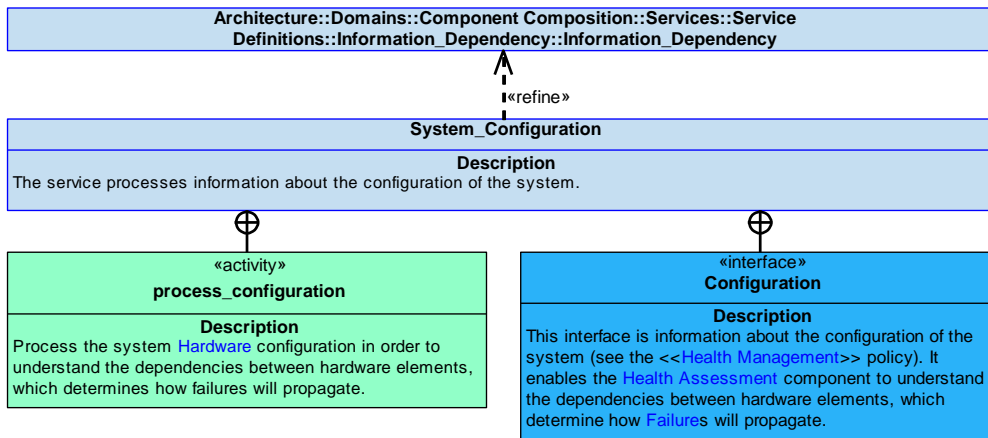 Architecture::Domains::Component Composition::Services::Service
Definitions::Information_Dependency::Information_Dependency
«refine»
System_Configuration
Description
The service processes information about the configuration of the system.
«activity»
process_configuration
Description
Process the system Hardware configuration in order to
understand the dependencies between hardware elements,
which determines how failures will propagate.
«interface»
Configuration
Description
This interface is information about the configuration of the
system (see the <<Health Management>> policy). It
enables the Health Assessment component to understand
the dependencies between hardware elements, which
determine how Failures will propagate.